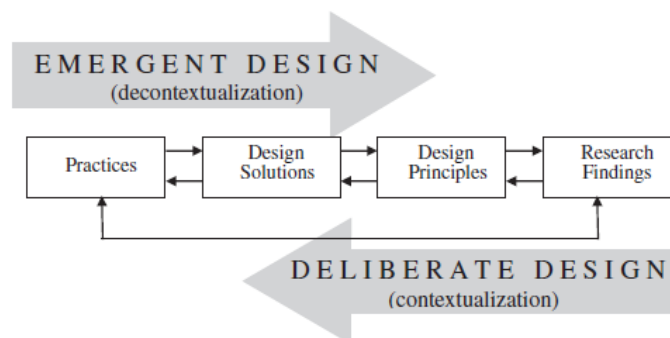 EMERGENT DESIGN
(decontextualization)
Practices
Design
Solutions
Design
Principles
Research
Findings
DELIBERATE DESIGN
(contextualization)